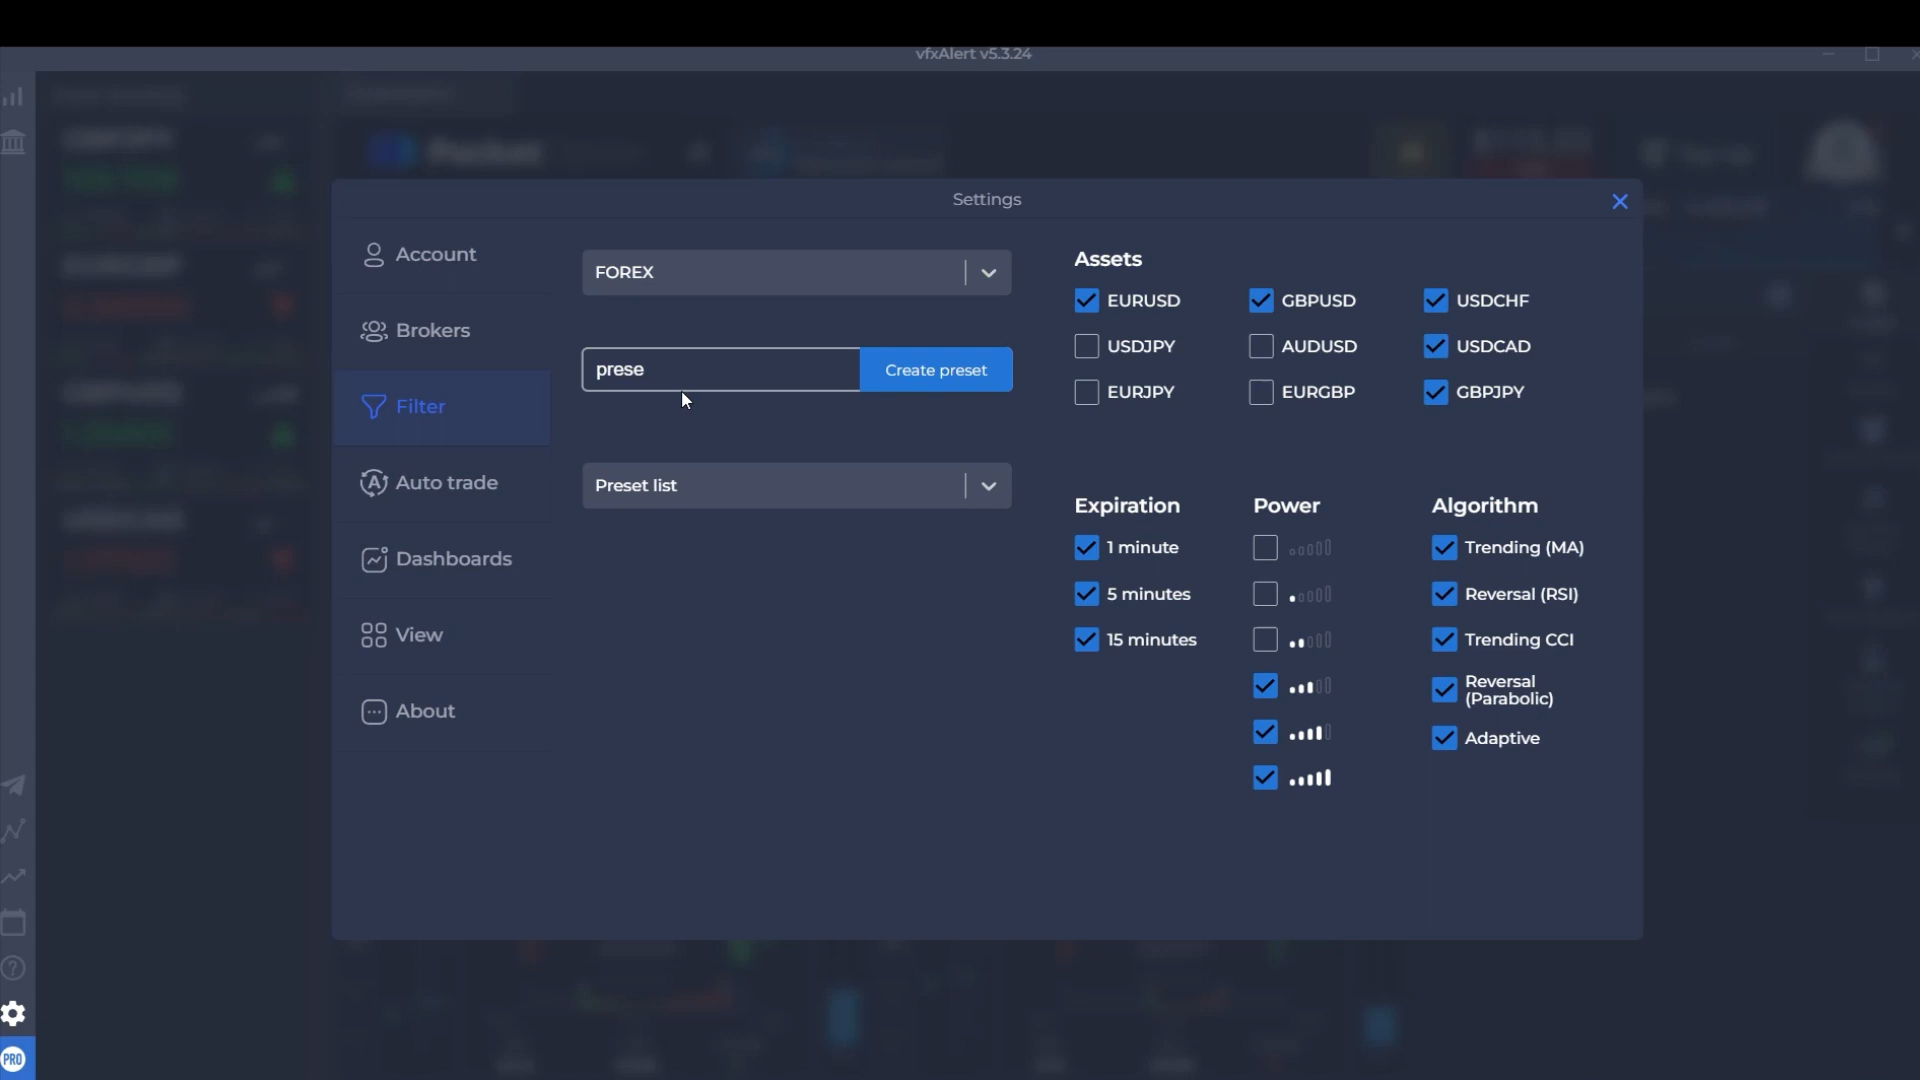 vfxAlert v5.3.24
Pocket
Settings
Account
Brokers
Filter
Auto trade
Dashboards
View
About
FOREX
prese
Create preset
Preset list
Assets
EURUSD GBPUSD USDCHF
USDJPY AUDUSD USDCAD
EURJPY EURGBP GBPJPY
Expiration
1 minute
5 minutes
15 minutes
Power
Algorithm
Trending (MA)
Reversal (RSI)
Trending CCI
Reversal
(Parabolic)
Adaptive
PRO